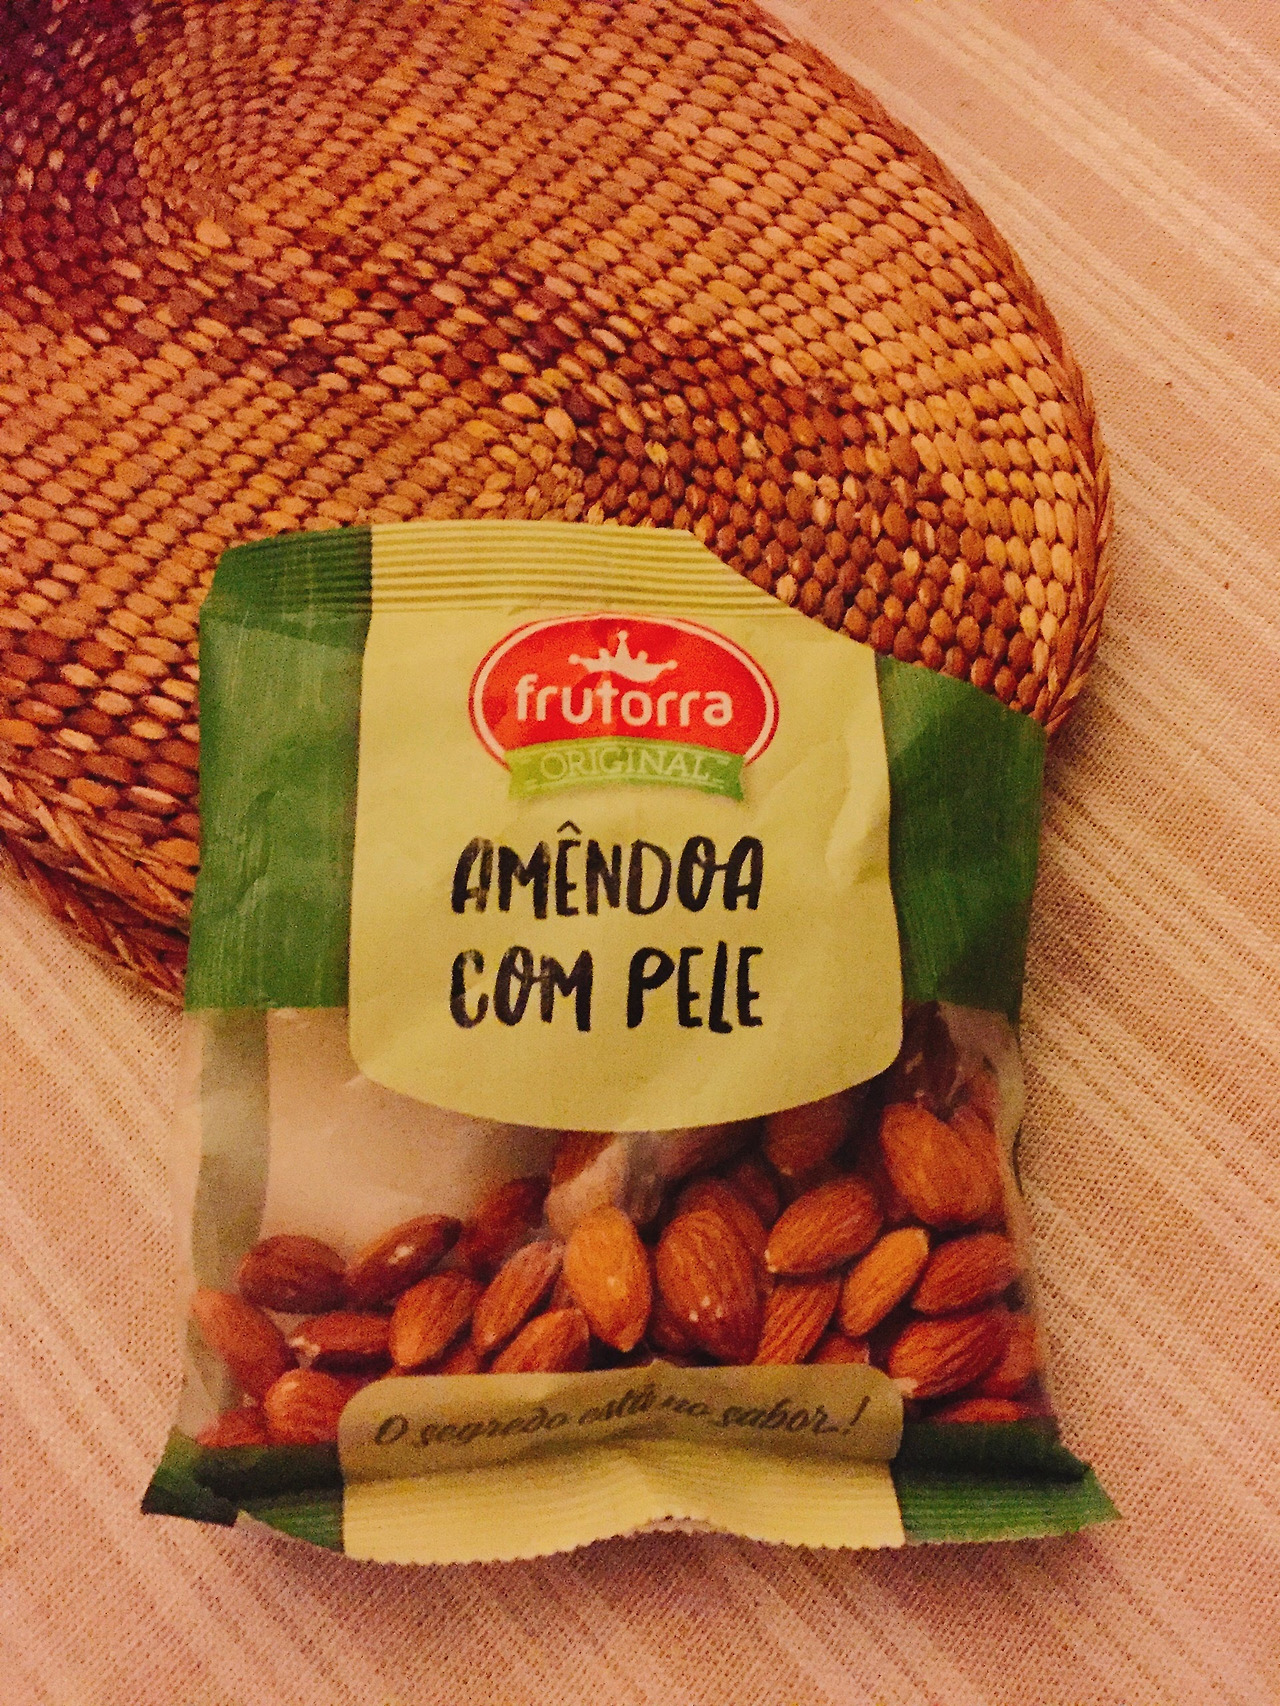 frutorra
ORIGINAL
AMÊNDOA
COM PELE
O segredo está no sabor!